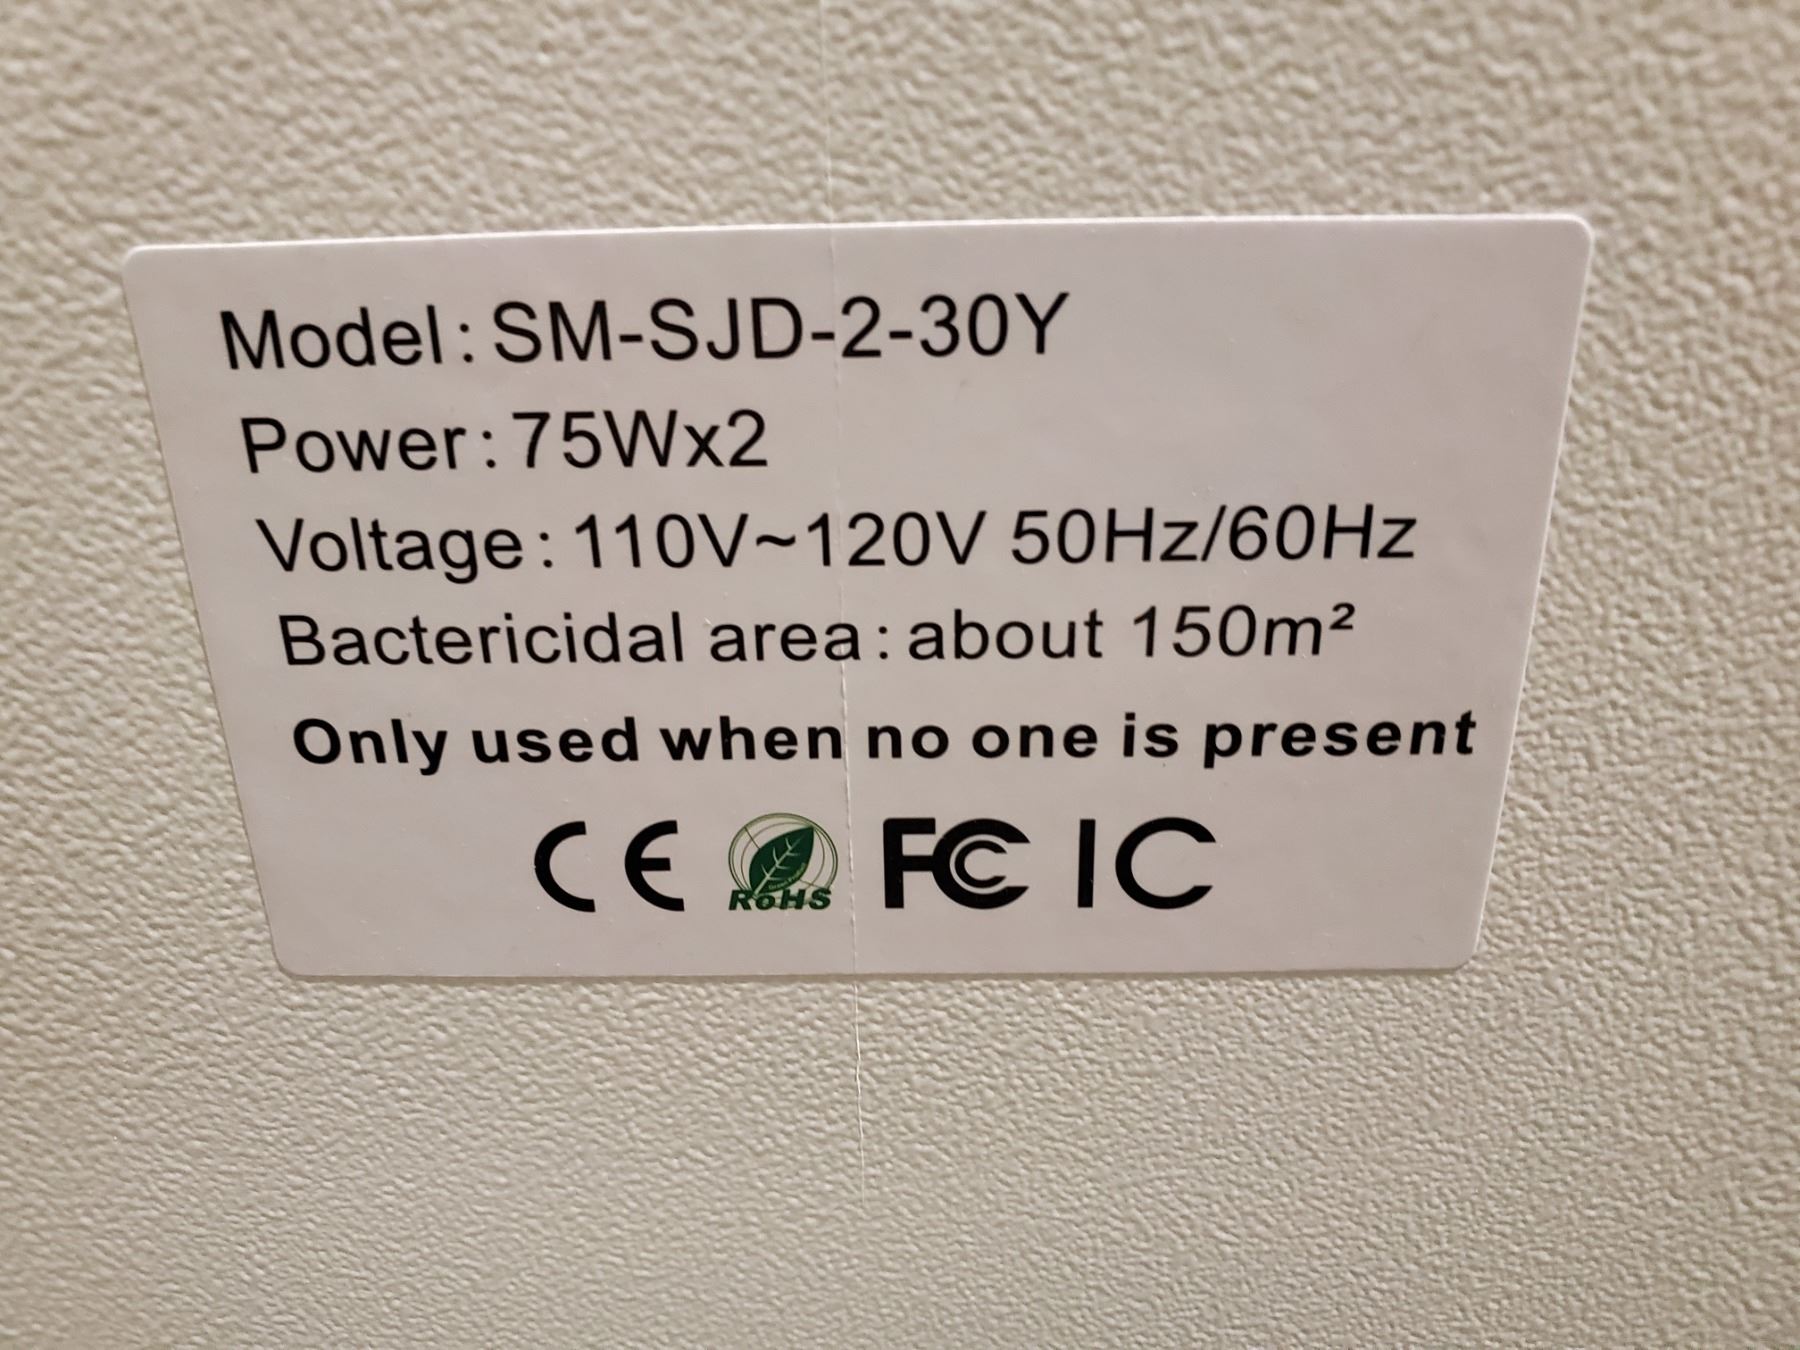 Model: SM-SJD-2-30Y
Power: 75Wx2
Voltage: 110V~120V 50Hz/60Hz
Bactericidal area: about 150m²
Only used when no one is present
CE RoHS FC IC